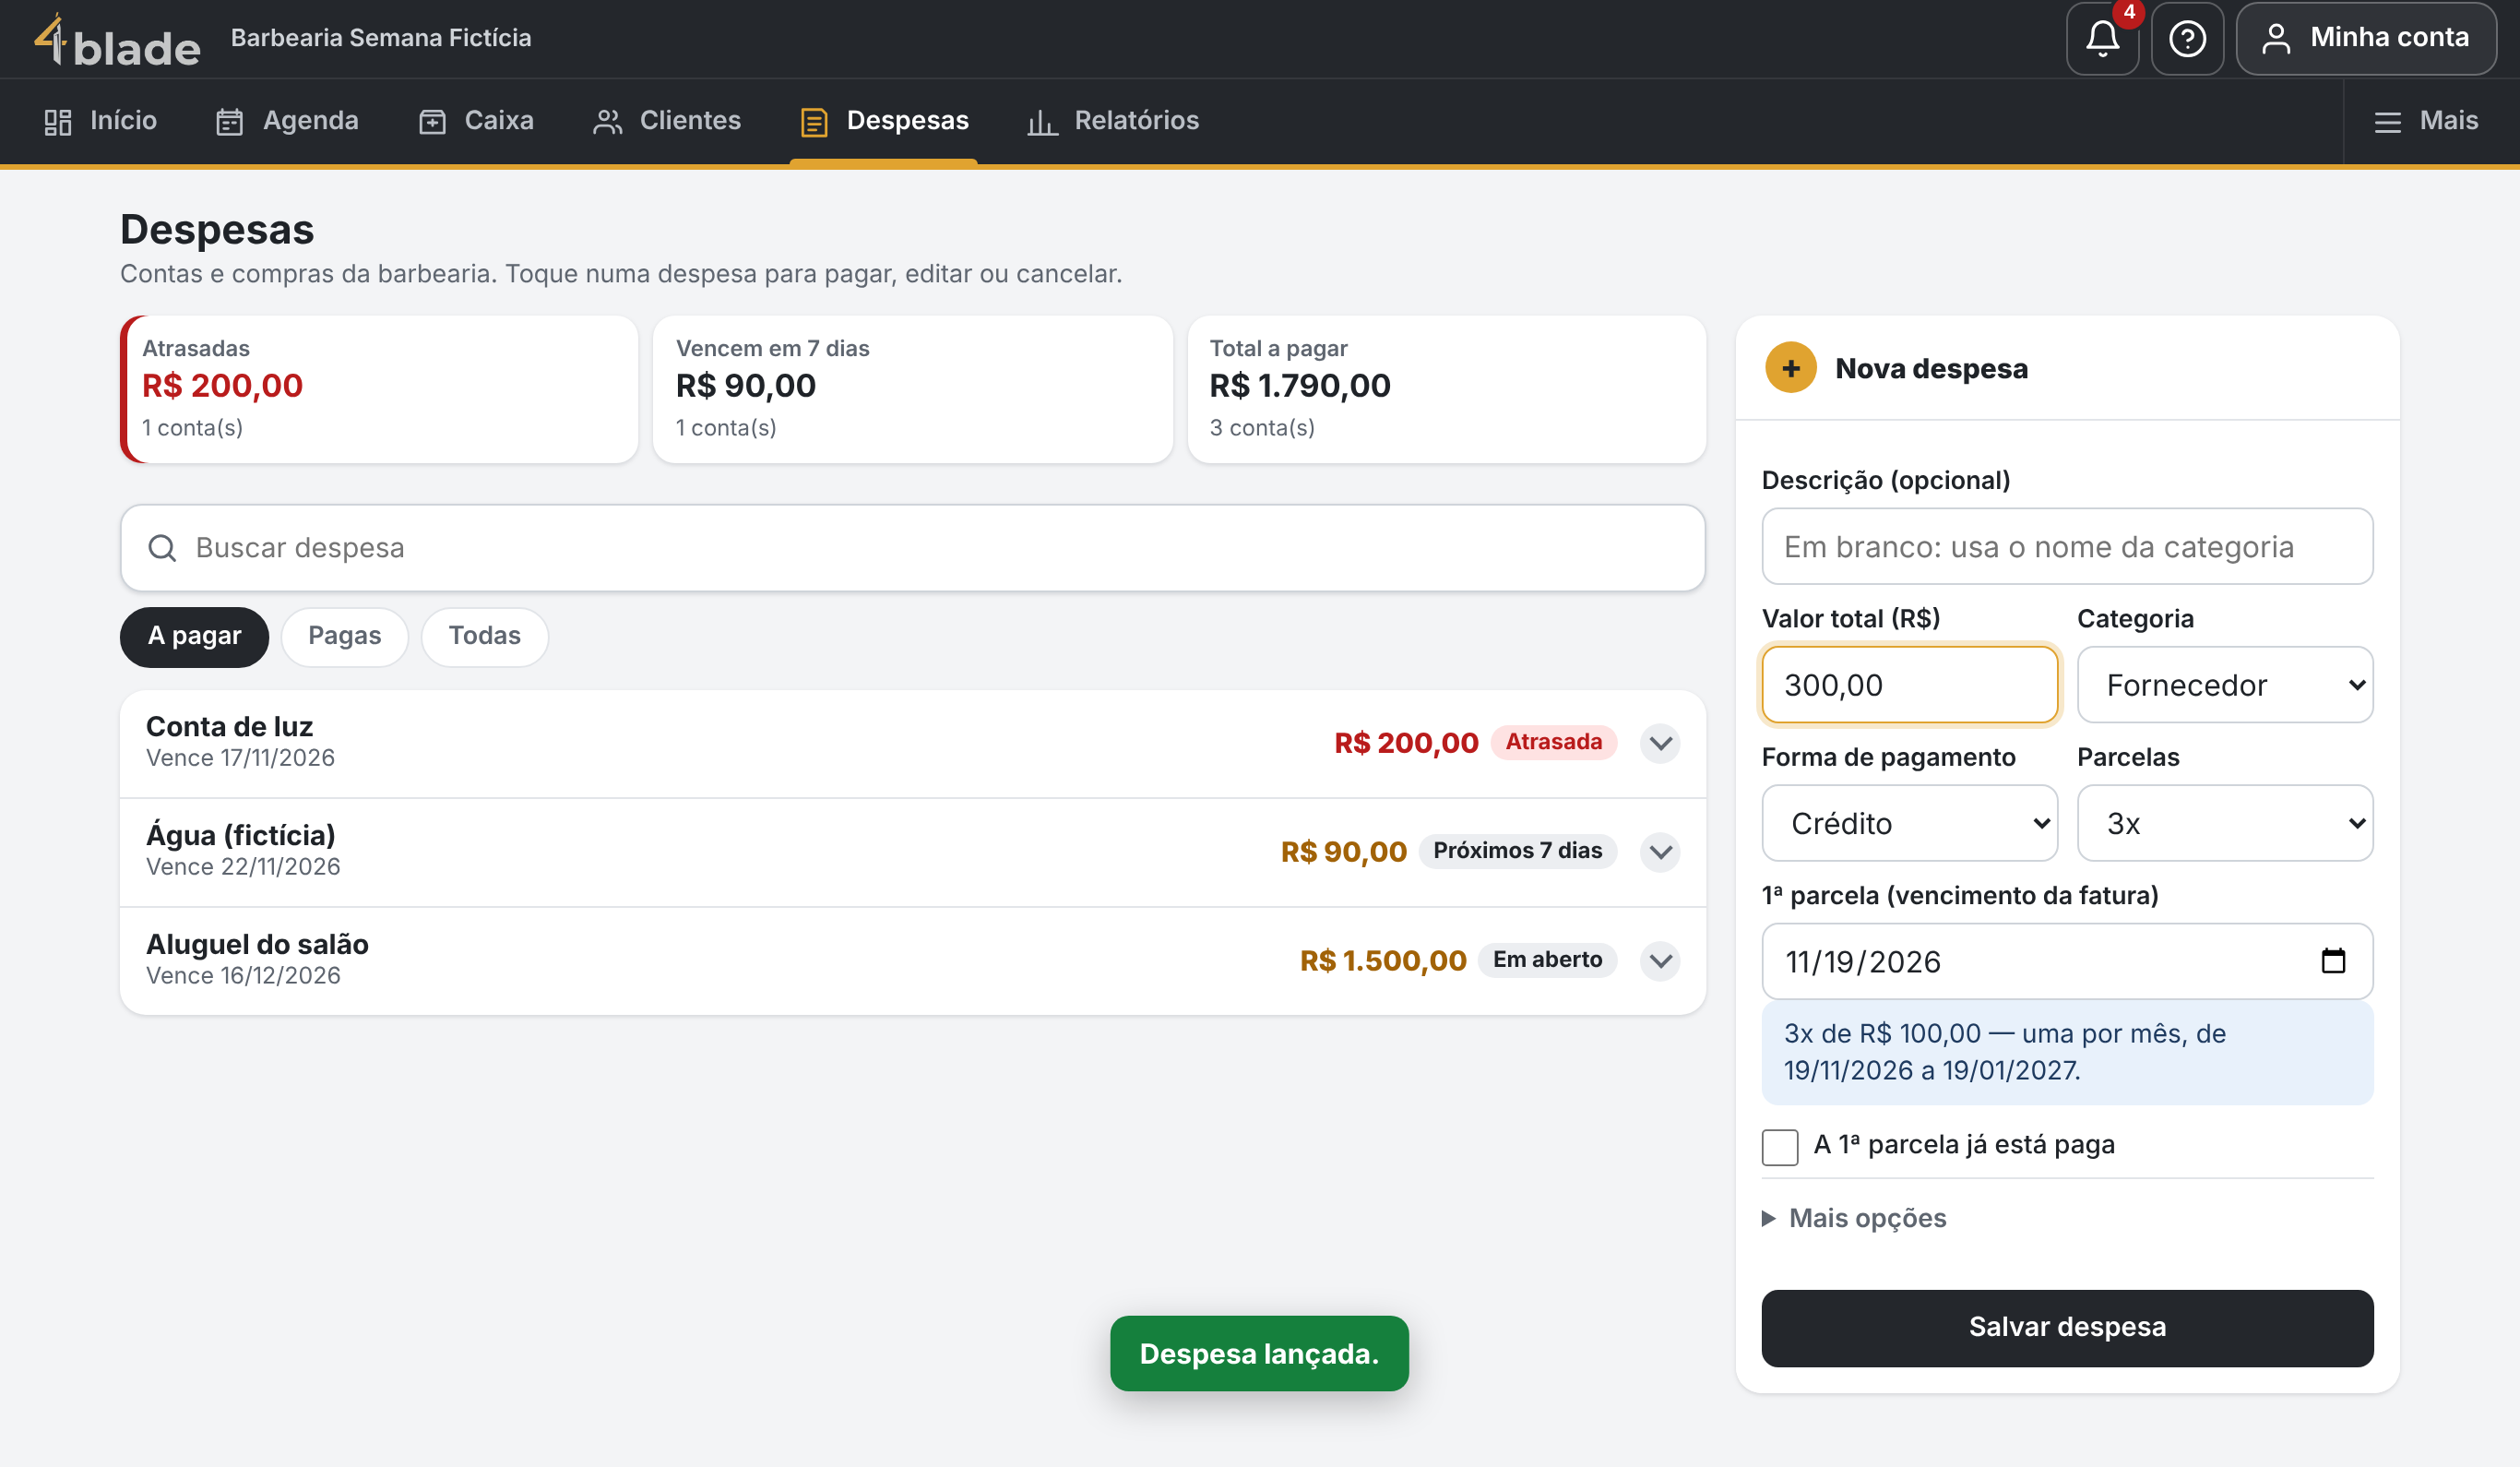 4blade
Barbearia Semana Fictícia
4
Minha conta
Início
Agenda
Caixa
Clientes
Despesas
Relatórios
Mais
Despesas
Contas e compras da barbearia. Toque numa despesa para pagar, editar ou cancelar.
Atrasadas
R$ 200,00
1 conta(s)
Vencem em 7 dias
R$ 90,00
1 conta(s)
Total a pagar
R$ 1.790,00
3 conta(s)
Buscar despesa
A pagar
Pagas
Todas
Conta de luz
Vence 17/11/2026
R$ 200,00
Atrasada
Água (fictícia)
Vence 22/11/2026
R$ 90,00
Próximos 7 dias
Aluguel do salão
Vence 16/12/2026
R$ 1.500,00
Em aberto
Nova despesa
Descrição (opcional)
Em branco: usa o nome da categoria
Valor total (R$)
Categoria
300,00
Fornecedor
Forma de pagamento
Parcelas
Crédito
3x
1ª parcela (vencimento da fatura)
11/19/2026
3x de R$ 100,00 — uma por mês, de
19/11/2026 a 19/01/2027.
A 1ª parcela já está paga
Mais opções
Salvar despesa
Despesa lançada.